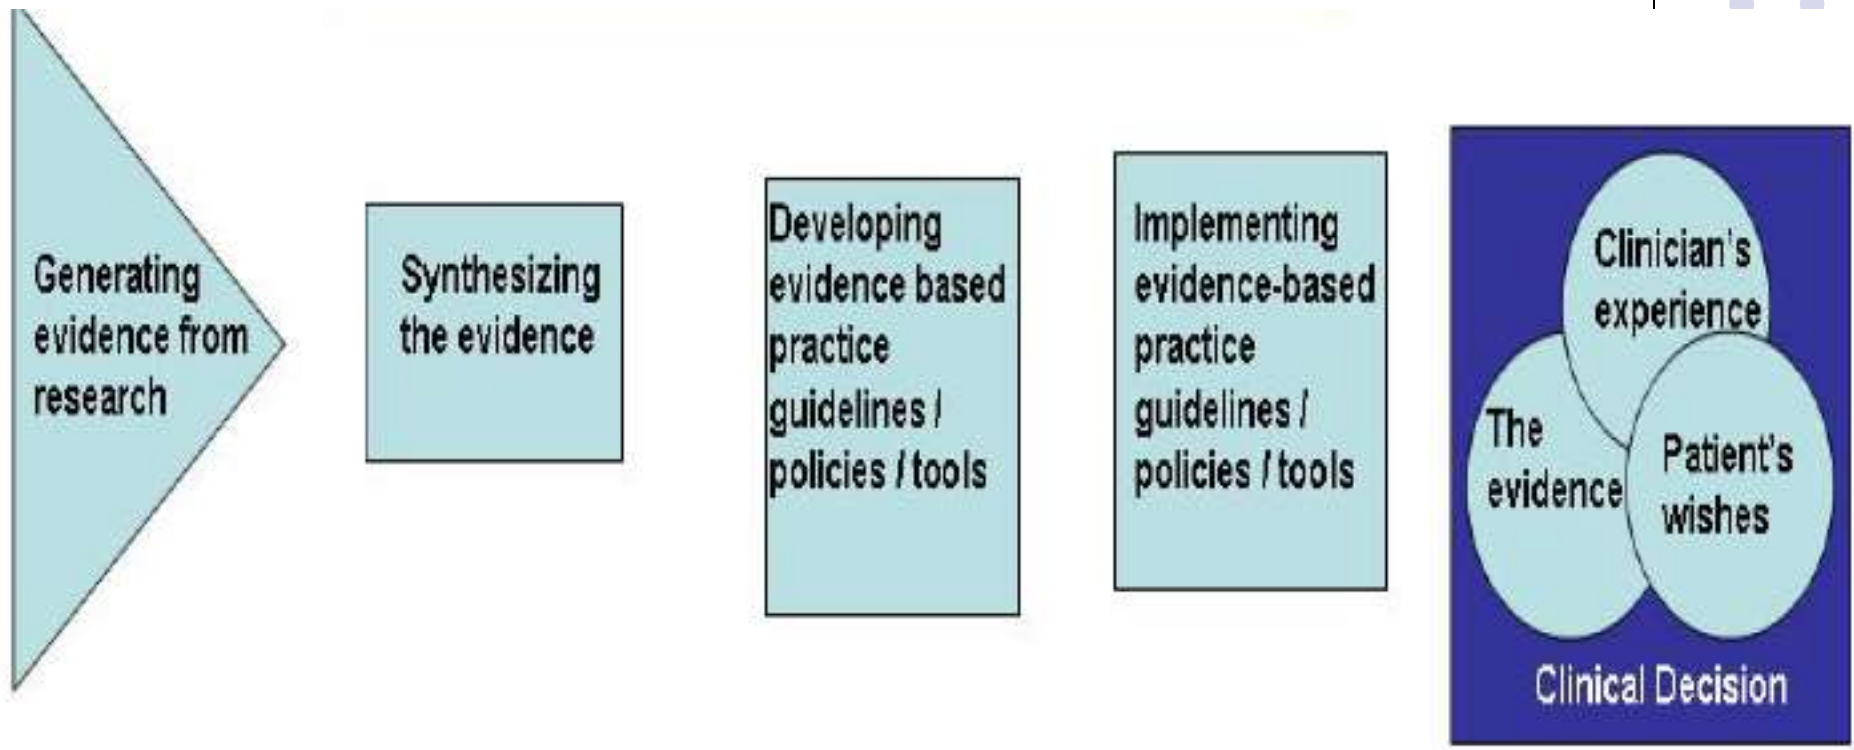 Generating
evidence from
research
Synthesizing
the evidence
Developing
evidence based
practice
guidelines /
policies / tools
Implementing
evidence-based
practice
guidelines /
policies / tools
Clinician's
experience
The
evidence
Patient's
wishes
Clinical Decision